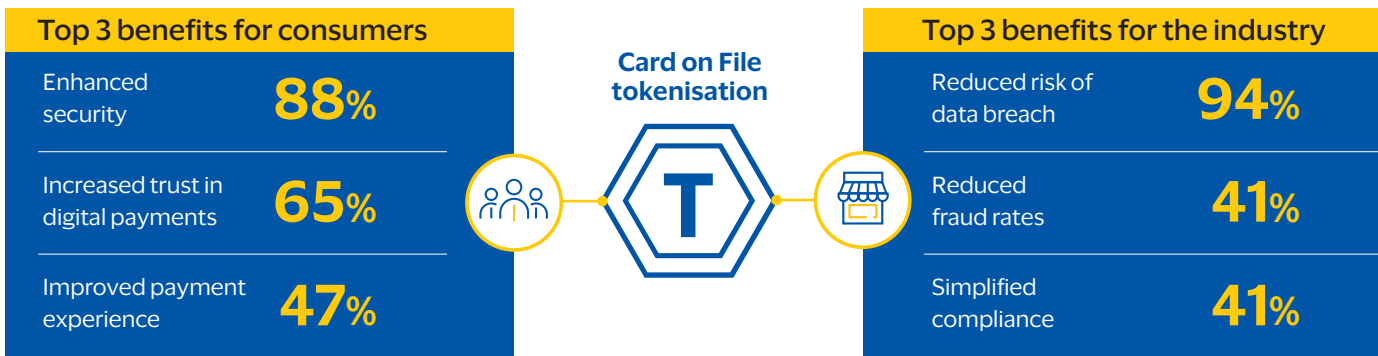 Top 3 benefits for consumers
Enhanced
security
88%
Increased trust in
digital payments
65%
Improved payment
experience
47%
Card on File
tokenisation
T
Top 3 benefits for the industry
Reduced risk of
data breach
94%
Reduced
fraud rates
41%
Simplified
compliance
41%